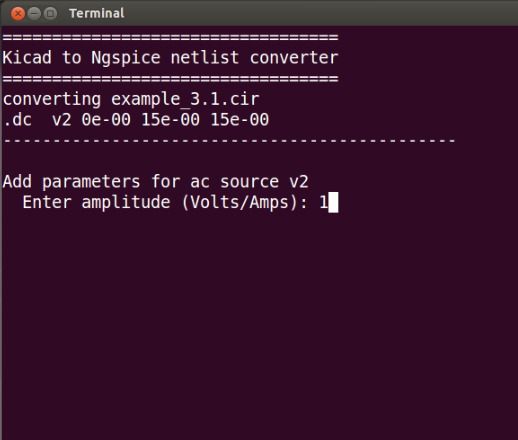 Terminal
==================================
Kicad to Ngspice netlist converter
==================================
converting example_3.1.cir
.dc  v2 0e-00 15e-00 15e-00
----------------------------------------------
Add parameters for ac source v2
  Enter amplitude (Volts/Amps): 1